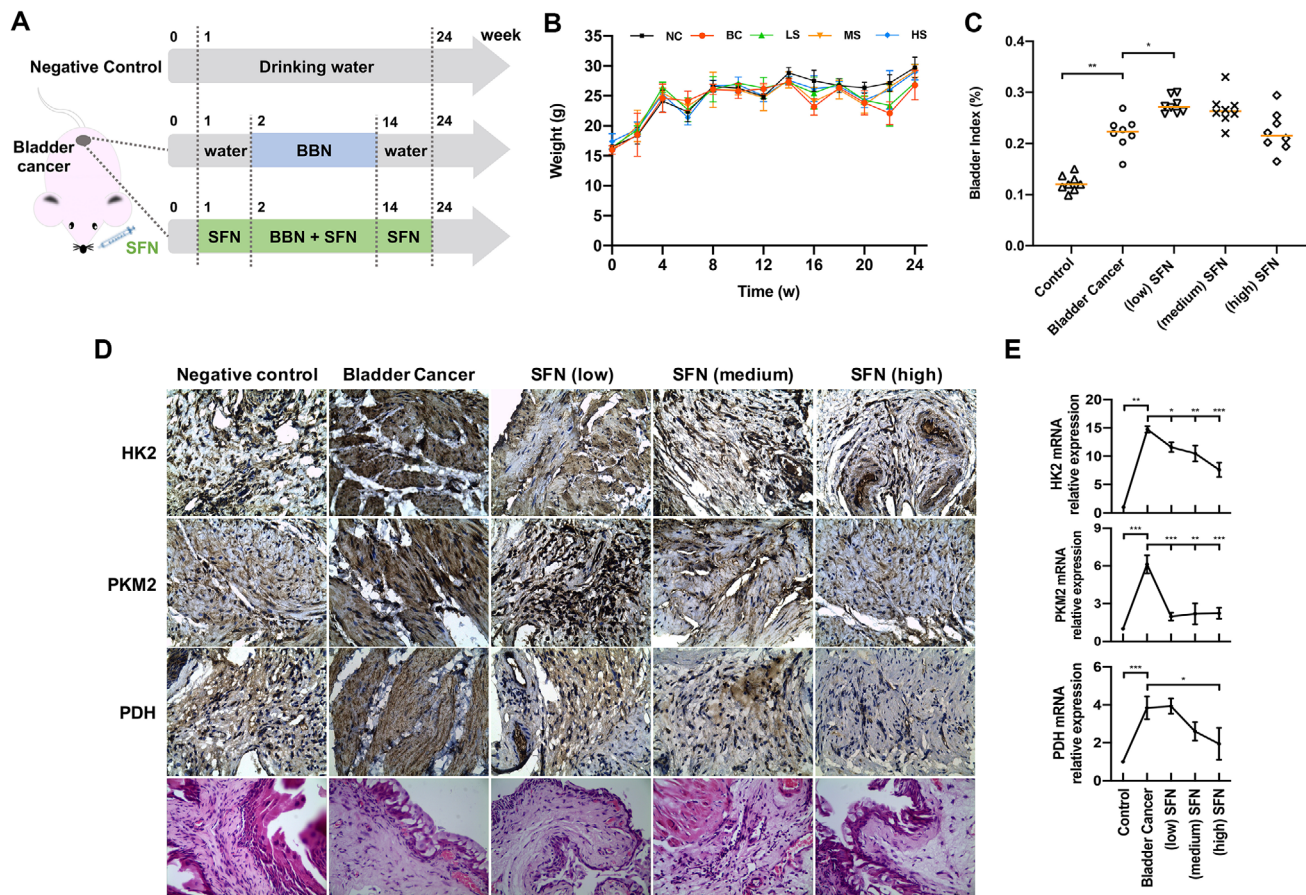 A
0 1 24 week
Negative Control
Drinking water
0 1 2 14 24
Bladder
cancer
water BBN water
0 1 2 14 24
SFN BBN + SFN SFN
SFN
B
NC BC LS MS HS
Weight (g)
35
30
25
20
15
10
5
0
0 4 8 12 16 20 24
Time (w)
C
Bladder Index (%)
0.4
0.3
0.2
0.1
0.0
** *
Control
Bladder Cancer
(low) SFN
(medium) SFN
(high) SFN
D
Negative control Bladder Cancer SFN (low) SFN (medium) SFN (high)
HK2
PKM2
PDH
E
HK2 mRNA
relative expression
20
15
10
5
0
** * ** ***
PKM2 mRNA
relative expression
9
6
3
0
*** *** ** ***
PDH mRNA
relative expression
6
4
2
0
*** *
Control
Bladder Cancer
(low) SFN
(medium) SFN
(high) SFN